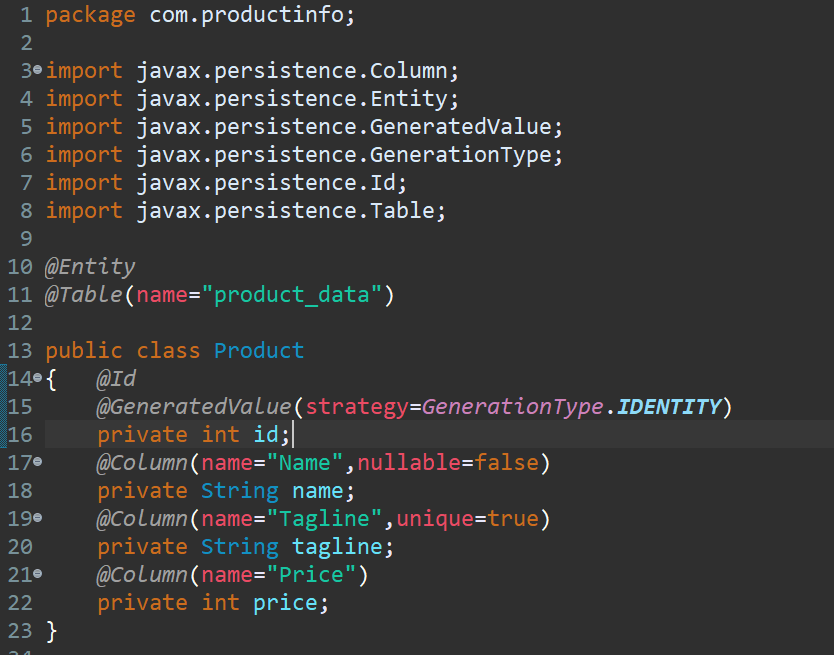 1 package com.productinfo;
2
3 import javax.persistence.Column;
4 import javax.persistence.Entity;
5 import javax.persistence.GeneratedValue;
6 import javax.persistence.GenerationType;
7 import javax.persistence.Id;
8 import javax.persistence.Table;
9
10 @Entity
11 @Table(name="product_data")
12
13 public class Product
14 {   @Id
15     @GeneratedValue(strategy=GenerationType.IDENTITY)
16     private int id;
17     @Column(name="Name",nullable=false)
18     private String name;
19     @Column(name="Tagline",unique=true)
20     private String tagline;
21     @Column(name="Price")
22     private int price;
23 }